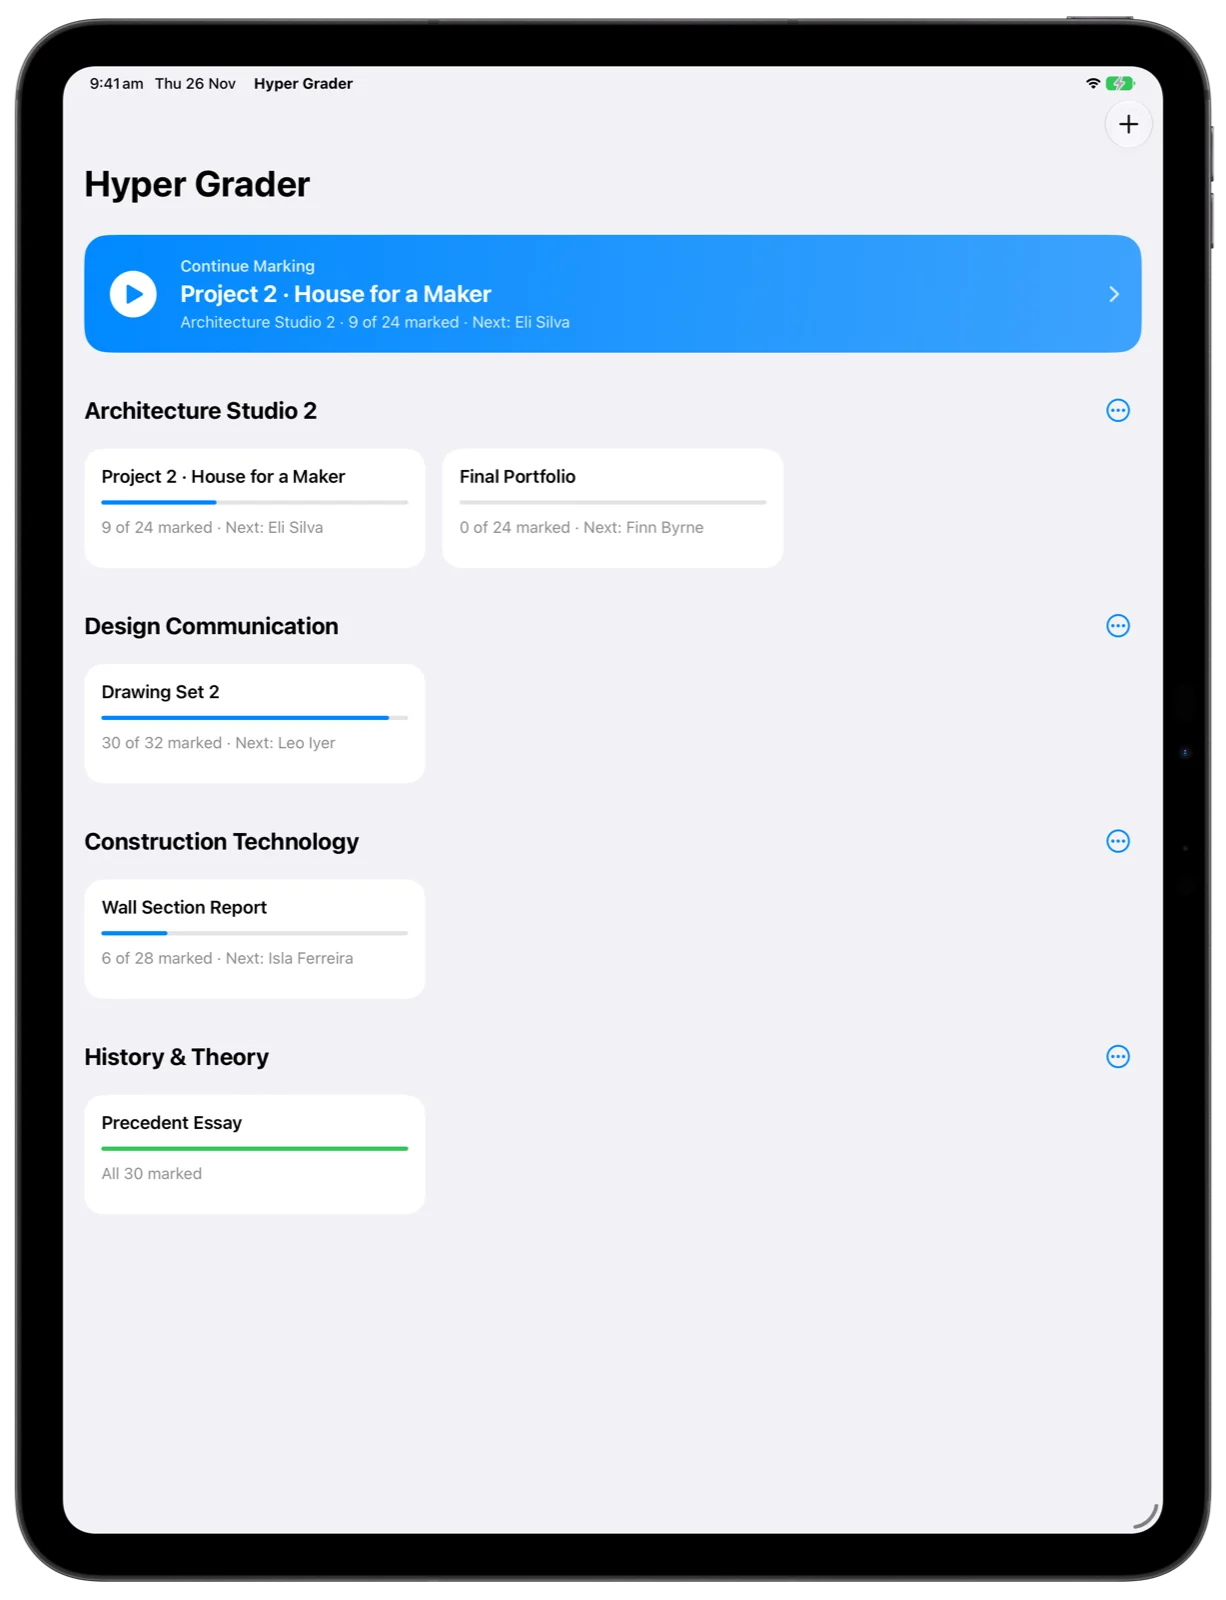 9:41 am Thu 26 Nov Hyper Grader
Hyper Grader
Continue Marking
Project 2 · House for a Maker
Architecture Studio 2 · 9 of 24 marked · Next: Eli Silva
Architecture Studio 2
Project 2 · House for a Maker
9 of 24 marked · Next: Eli Silva
Final Portfolio
0 of 24 marked · Next: Finn Byrne
Design Communication
Drawing Set 2
30 of 32 marked · Next: Leo Iyer
Construction Technology
Wall Section Report
6 of 28 marked · Next: Isla Ferreira
History & Theory
Precedent Essay
All 30 marked